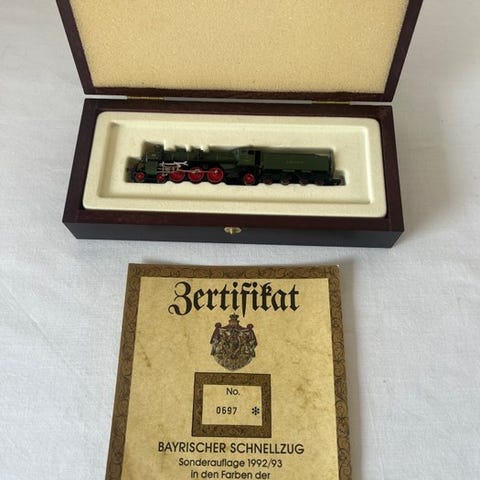 Zertifikat
No.
0697 *
BAYRISCHER SCHNELLZUG
Sonderauflage 1992/93
in den Farben der